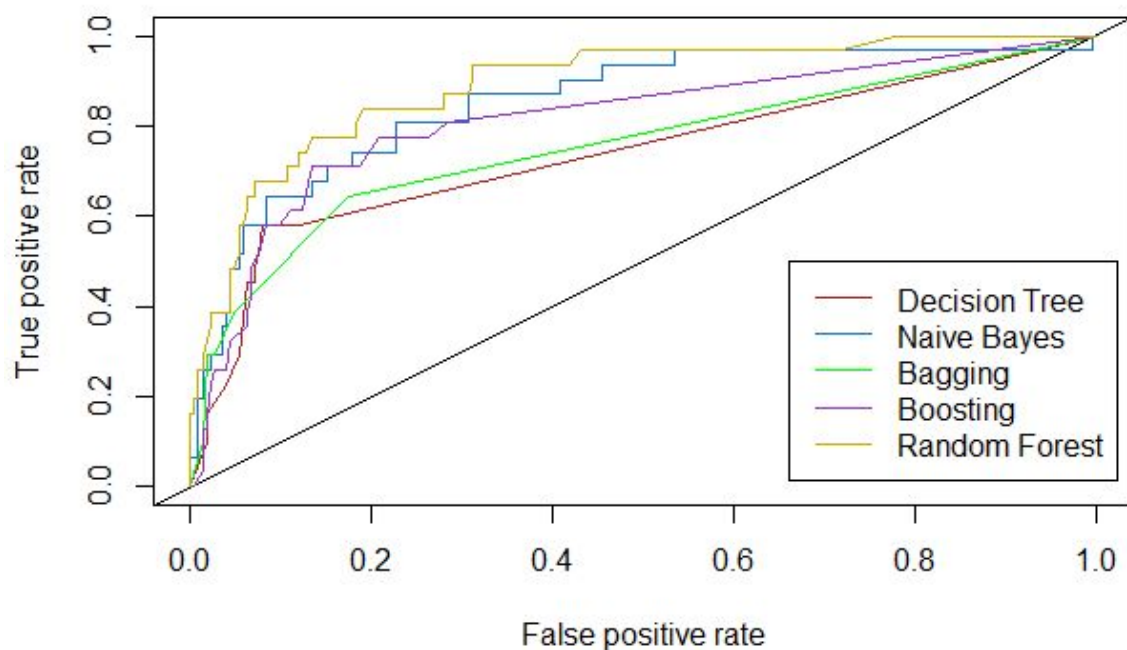 True positive rate
1.0
0.8
0.6
0.4
0.2
0.0
Decision Tree
Naive Bayes
Bagging
Boosting
Random Forest
0.0 0.2 0.4 0.6 0.8 1.0
False positive rate